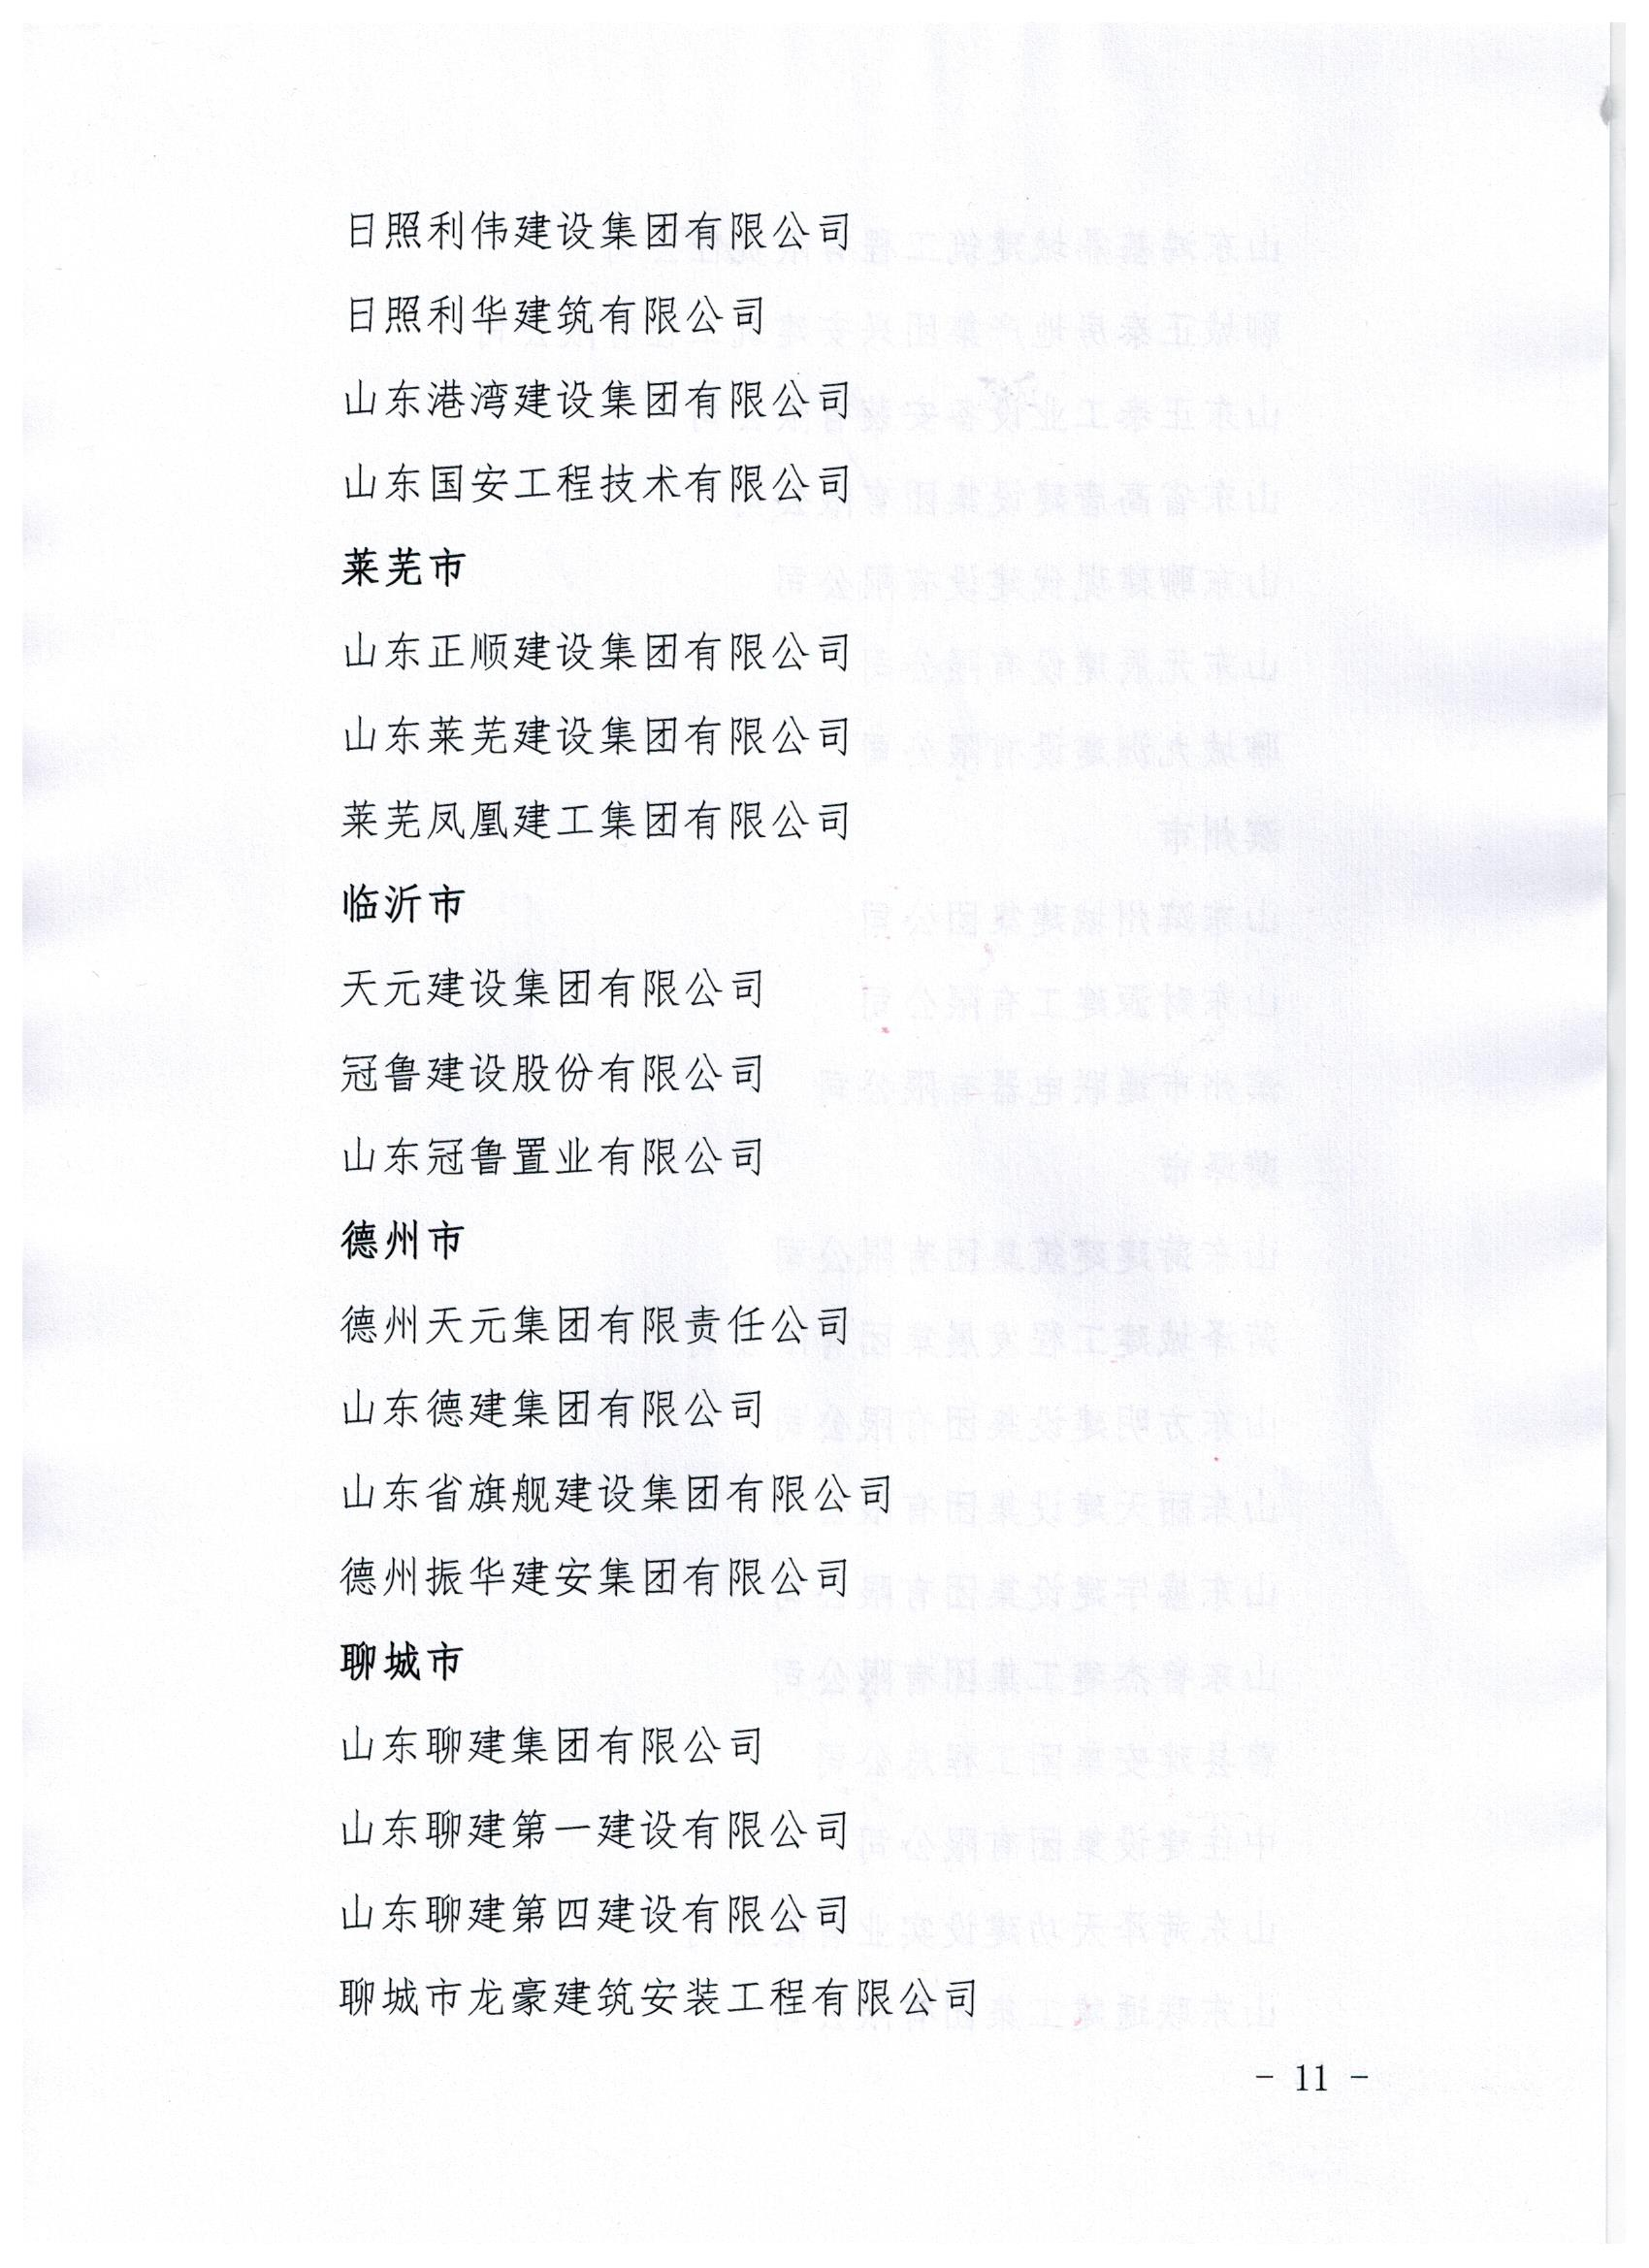 日照利伟建设集团有限公司
日照利华建筑有限公司
山东港湾建设集团有限公司
山东国安工程技术有限公司
莱芜市
山东正顺建设集团有限公司
山东莱芜建设集团有限公司
莱芜凤凰建工集团有限公司
临沂市
天元建设集团有限公司
冠鲁建设股份有限公司
山东冠鲁置业有限公司
德州市
德州天元集团有限责任公司
山东德建集团有限公司
山东省旗舰建设集团有限公司
德州振华建安集团有限公司
聊城市
山东聊建集团有限公司
山东聊建第一建设有限公司
山东聊建第四建设有限公司
聊城市龙豪建筑安装工程有限公司
- 11 -